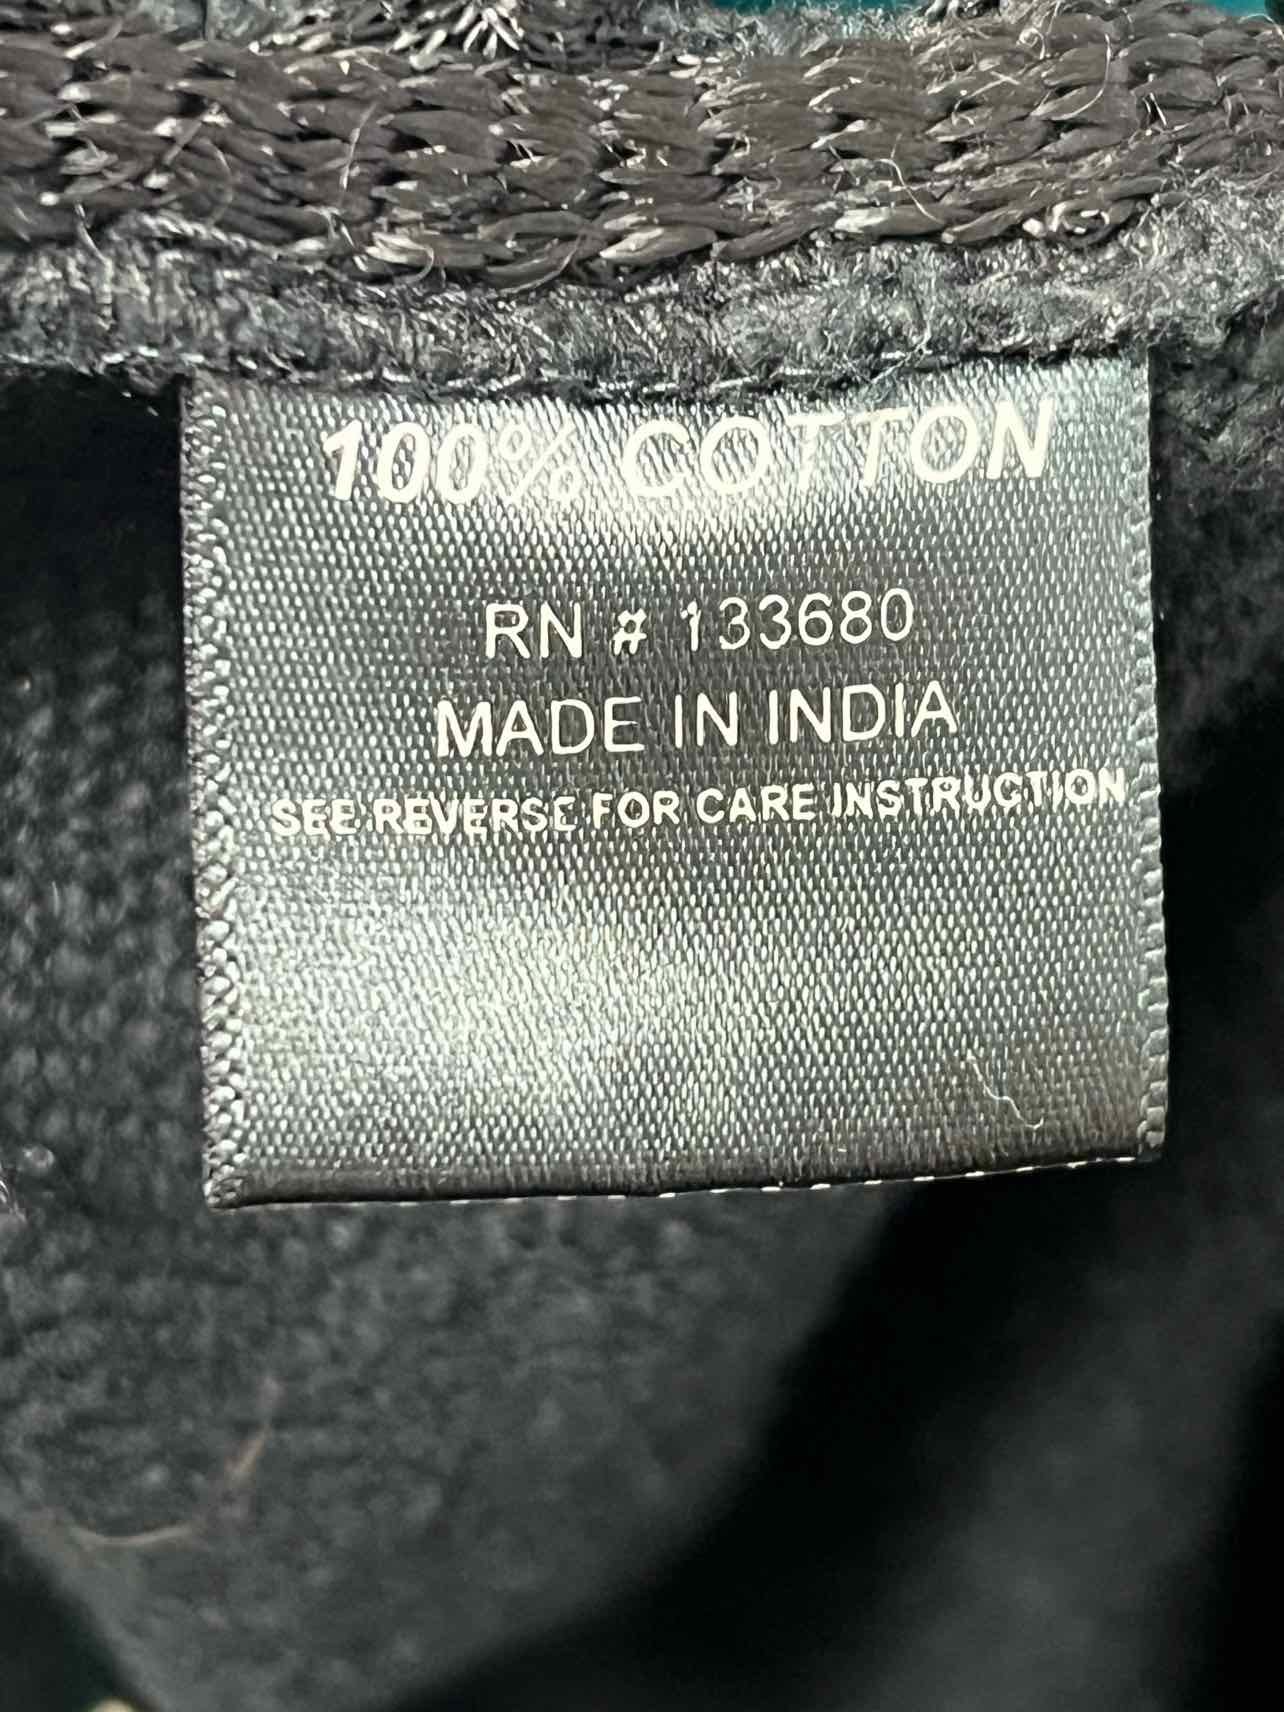 100% COTTON
RN # 133680
MADE IN INDIA
SEE REVERSE FOR CARE INSTRUCTION